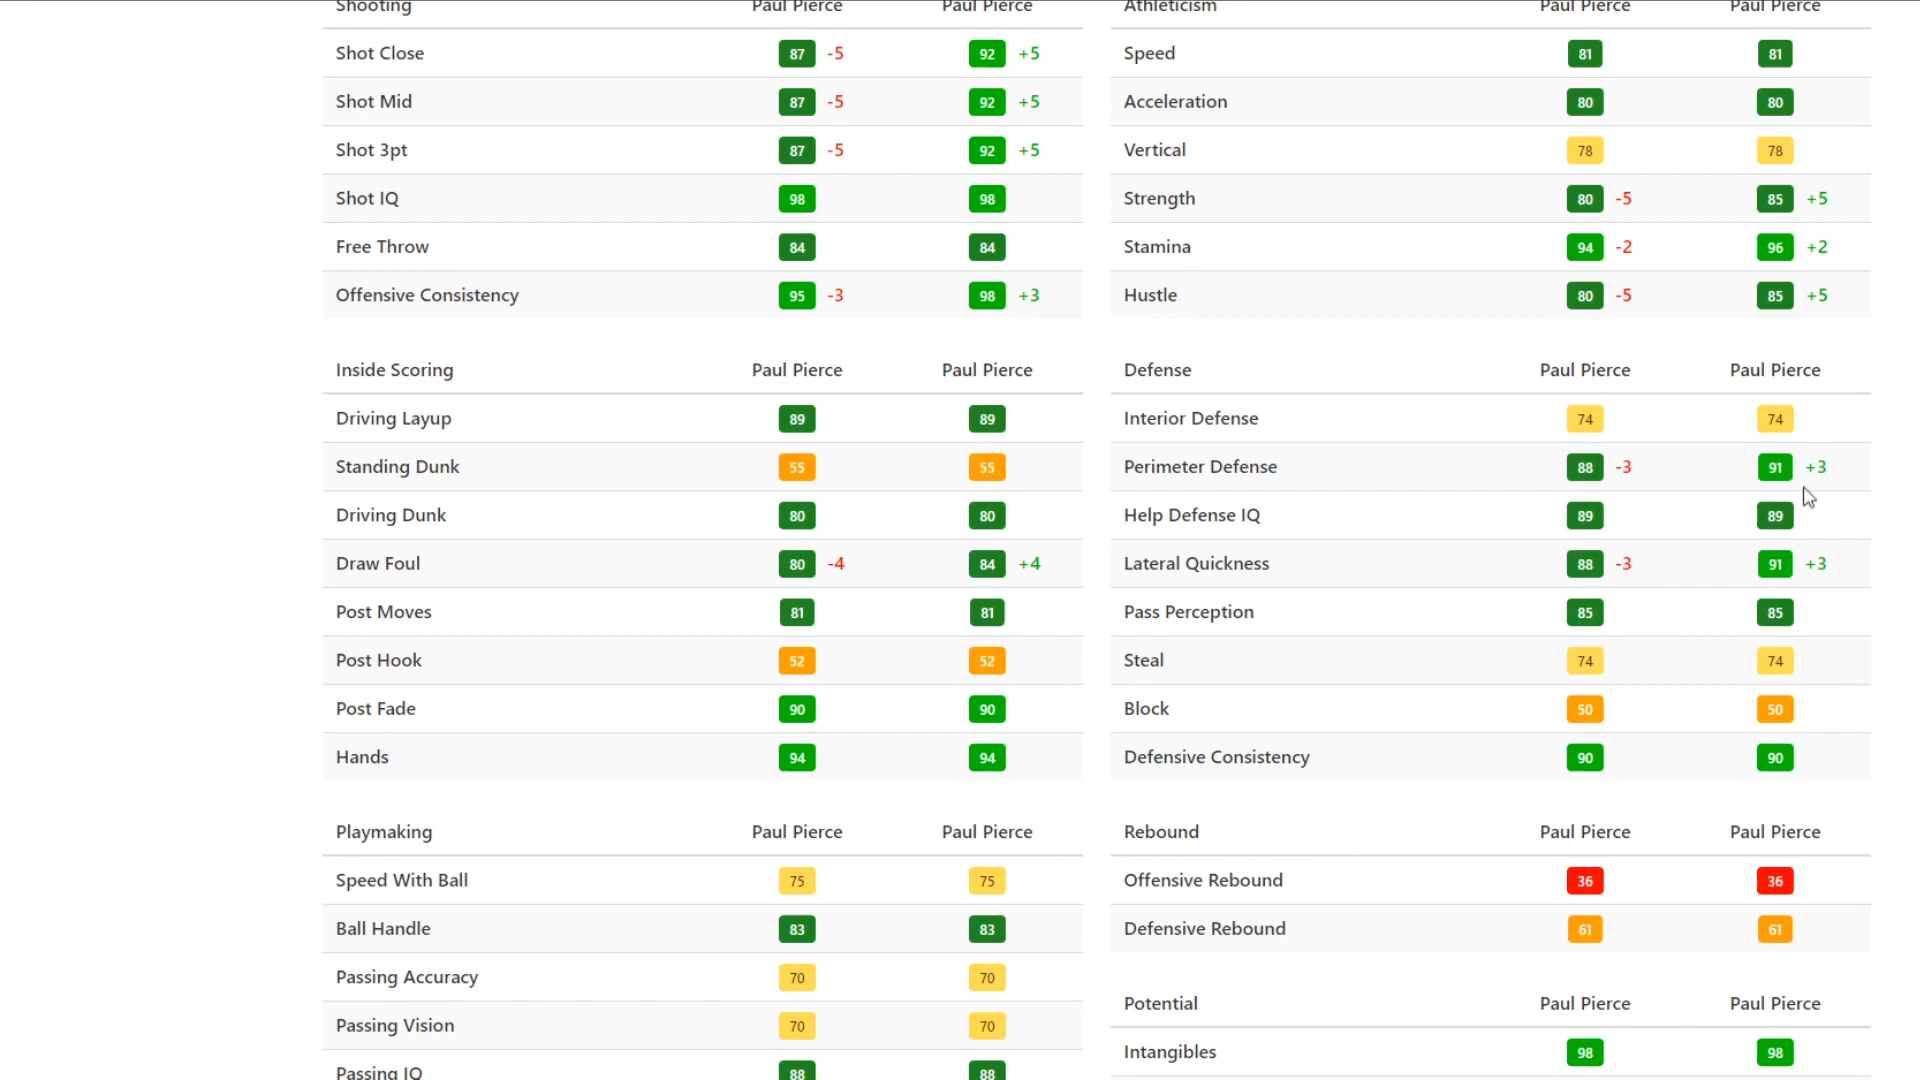 Shooting Paul Pierce Paul Pierce
Shot Close 87 -5 92 +5
Shot Mid 87 -5 92 +5
Shot 3pt 87 -5 92 +5
Shot IQ 98 98
Free Throw 84 84
Offensive Consistency 95 -3 98 +3
Inside Scoring Paul Pierce Paul Pierce
Driving Layup 89 89
Standing Dunk 55 55
Driving Dunk 80 80
Draw Foul 80 -4 84 +4
Post Moves 81 81
Post Hook 52 52
Post Fade 90 90
Hands 94 94
Playmaking Paul Pierce Paul Pierce
Speed With Ball 75 75
Ball Handle 83 83
Passing Accuracy 70 70
Passing Vision 70 70
Passing IQ 88 88
Athleticism Paul Pierce Paul Pierce
Speed 81 81
Acceleration 80 80
Vertical 78 78
Strength 80 -5 85 +5
Stamina 94 -2 96 +2
Hustle 80 -5 85 +5
Defense Paul Pierce Paul Pierce
Interior Defense 74 74
Perimeter Defense 88 -3 91 +3
Help Defense IQ 89 89
Lateral Quickness 88 -3 91 +3
Pass Perception 85 85
Steal 74 74
Block 50 50
Defensive Consistency 90 90
Rebound Paul Pierce Paul Pierce
Offensive Rebound 36 36
Defensive Rebound 61 61
Potential Paul Pierce Paul Pierce
Intangibles 98 98